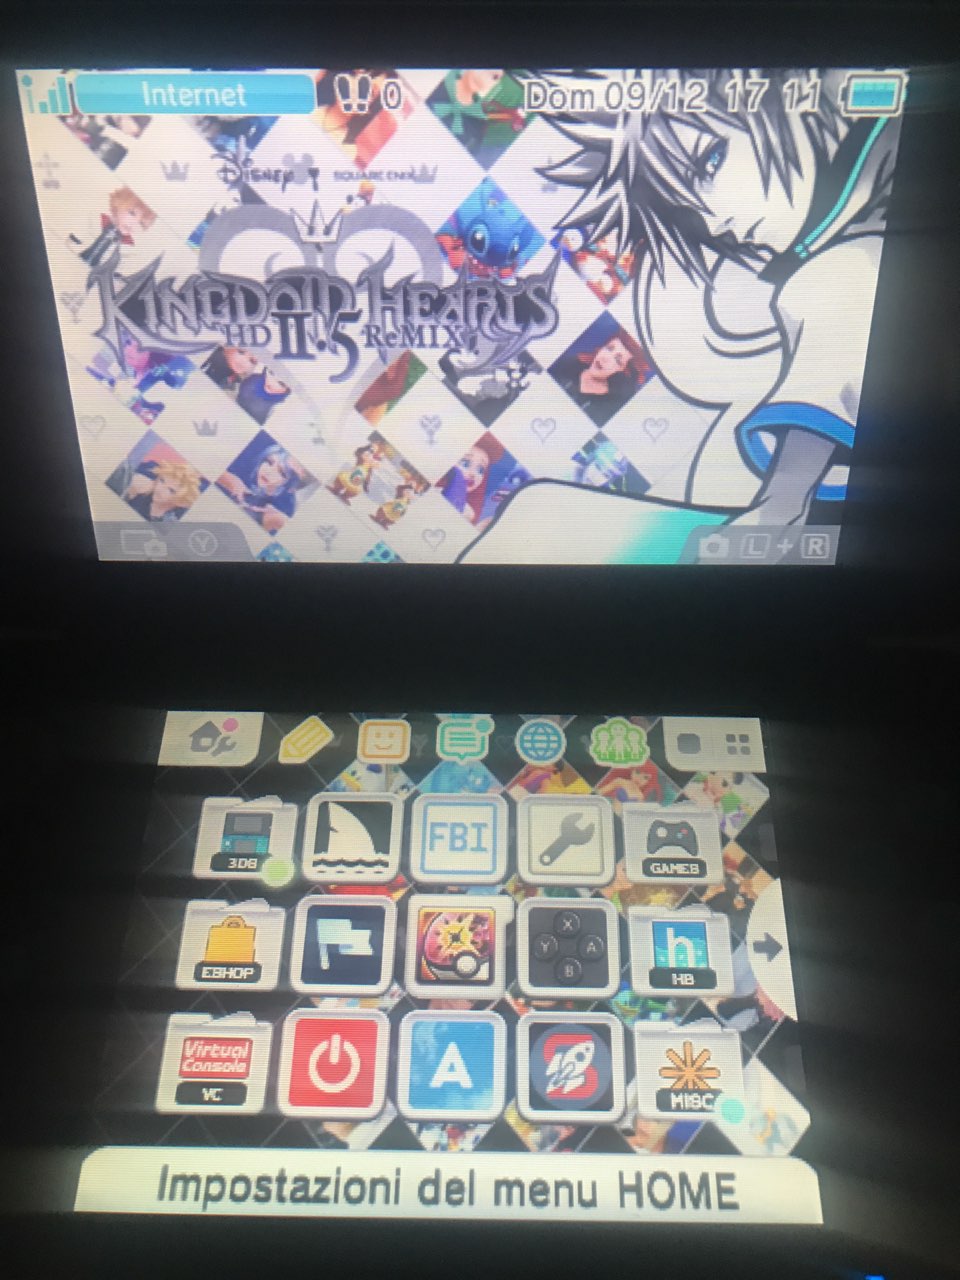 Internet
0
Dom 09/12 17 11
Disney
SQUARE ENIX
KINGDOM HEARTS
HD II.5 ReMIX
Y
L + R
3DS
FBI
GAMES
ESHOP
X
Y A
B
h
HB
Virtual
Console
VC
A
MISC
Impostazioni del menu HOME